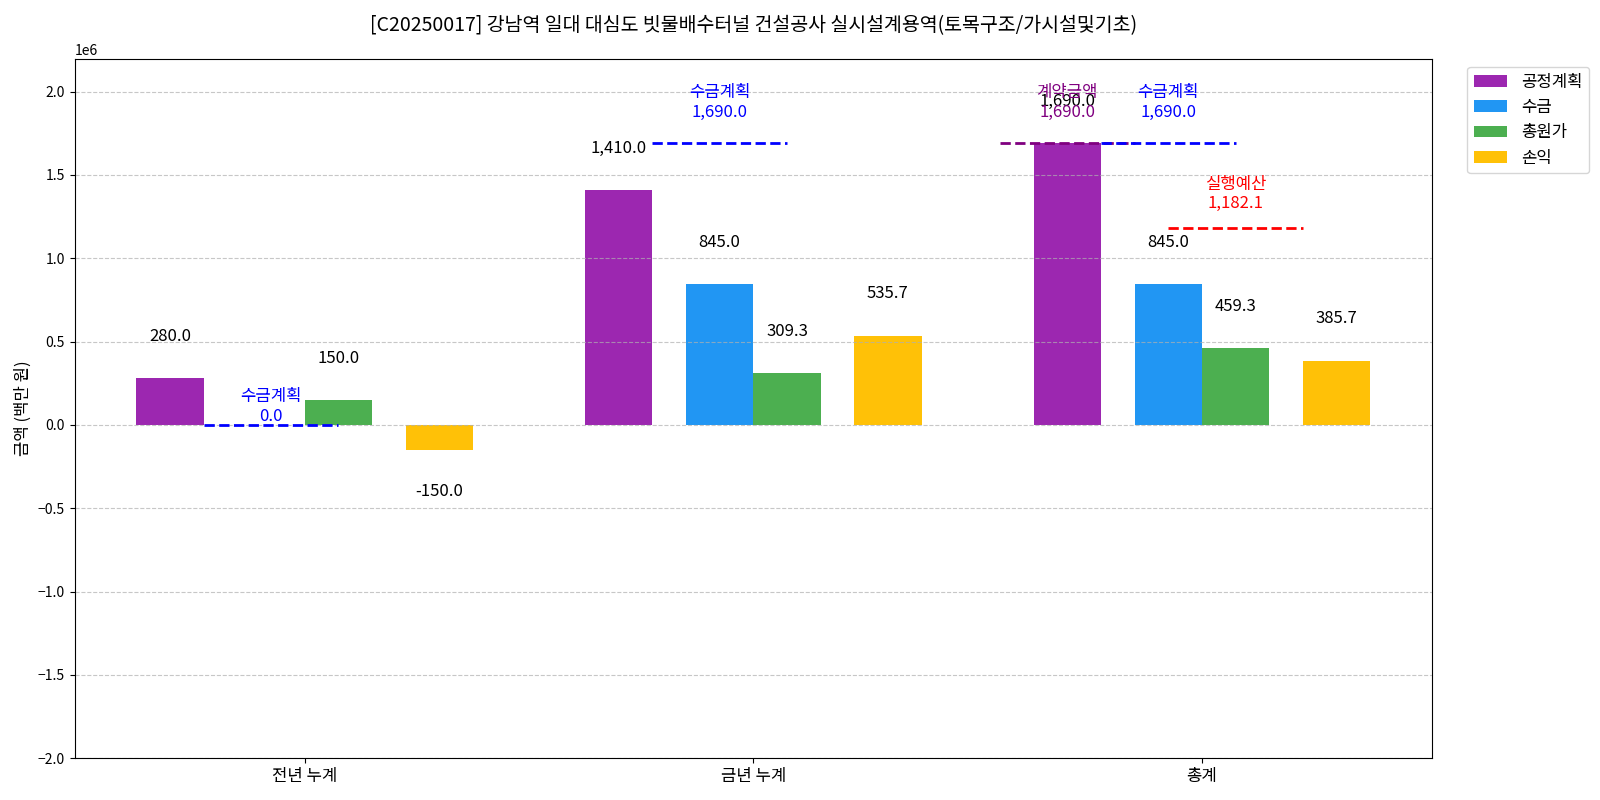 [C20250017] 강남역 일대 대심도 빗물배수터널 건설공사 실시설계용역(토목구조/가시설및기초)
1e6
공정계획
수금
총원가
손익
금액 (백만 원)
2.0
1.5
1.0
0.5
0.0
−0.5
−1.0
−1.5
−2.0
280.0
수금계획
0.0
150.0
-150.0
수금계획
1,690.0
1,410.0
845.0
309.3
535.7
계약금액
1,690.0
1,690.0
수금계획
1,690.0
실행예산
1,182.1
845.0
459.3
385.7
전년 누계
금년 누계
총계